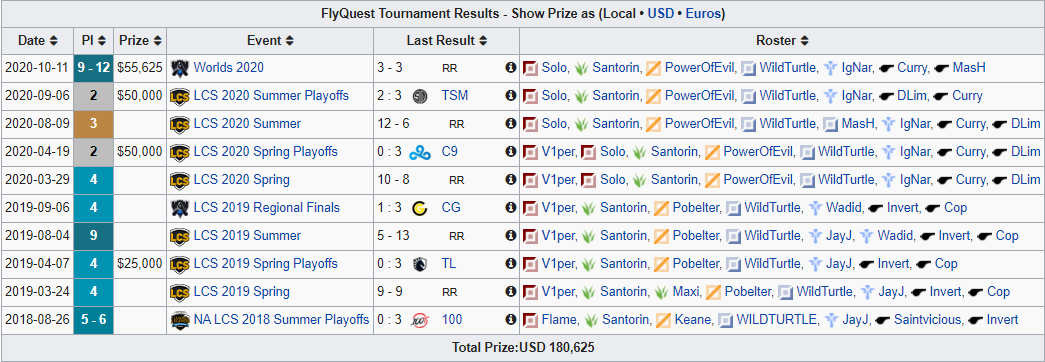 FlyQuest Tournament Results - Show Prize as (Local • USD • Euros)
Date Pl Prize Event Last Result Roster
2020-10-11 9 - 12 $55,625 Worlds 2020 3 - 3 RR Solo, Santorin, PowerOfEvil, WildTurtle, IgNar, Curry, MasH
2020-09-06 2 $50,000 LCS 2020 Summer Playoffs 2 : 3 TSM Solo, Santorin, PowerOfEvil, WildTurtle, IgNar, DLim, Curry
2020-08-09 3 LCS 2020 Summer 12 - 6 RR Solo, Santorin, PowerOfEvil, WildTurtle, MasH, IgNar, Curry, DLim
2020-04-19 2 $50,000 LCS 2020 Spring Playoffs 0 : 3 C9 V1per, Solo, Santorin, PowerOfEvil, WildTurtle, IgNar, Curry, DLim
2020-03-29 4 LCS 2020 Spring 10 - 8 RR V1per, Solo, Santorin, PowerOfEvil, WildTurtle, IgNar, Curry, DLim
2019-09-06 4 LCS 2019 Regional Finals 1 : 3 CG V1per, Santorin, Pobelter, WildTurtle, Wadid, Invert, Cop
2019-08-04 9 LCS 2019 Summer 5 - 13 RR V1per, Santorin, Pobelter, WildTurtle, JayJ, Wadid, Invert, Cop
2019-04-07 4 $25,000 LCS 2019 Spring Playoffs 0 : 3 TL V1per, Santorin, Pobelter, WildTurtle, JayJ, Invert, Cop
2019-03-24 4 LCS 2019 Spring 9 - 9 RR V1per, Santorin, Maxi, Pobelter, WildTurtle, JayJ, Invert, Cop
2018-08-26 5 - 6 NA LCS 2018 Summer Playoffs 0 : 3 100 Flame, Santorin, Keane, WILDTURTLE, JayJ, Saintvicious, Invert
Total Prize:USD 180,625